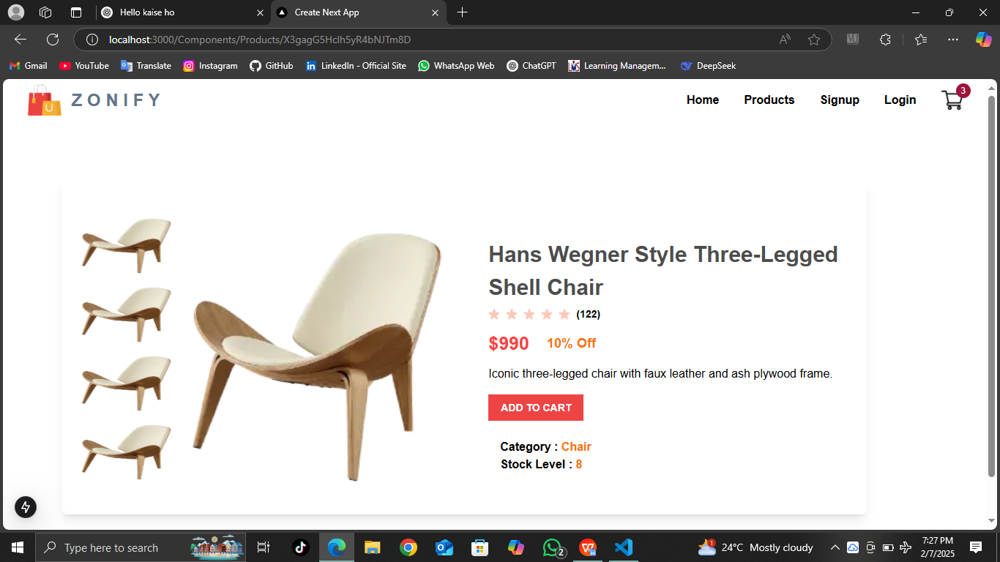 Hello kaise ho
Create Next App
localhost:3000/Components/Products/X3gagG5Hclh5yR4bNJTm8D
Gmail
YouTube
Translate
Instagram
GitHub
LinkedIn - Official Site
WhatsApp Web
ChatGPT
Learning Managem...
DeepSeek
ZONIFY
Home
Products
Signup
Login
3
Hans Wegner Style Three-Legged
Shell Chair
(122)
$990 10% Off
Iconic three-legged chair with faux leather and ash plywood frame.
ADD TO CART
Category : Chair
Stock Level : 8
Type here to search
2
1
24°C Mostly cloudy
7:27 PM
2/7/2025